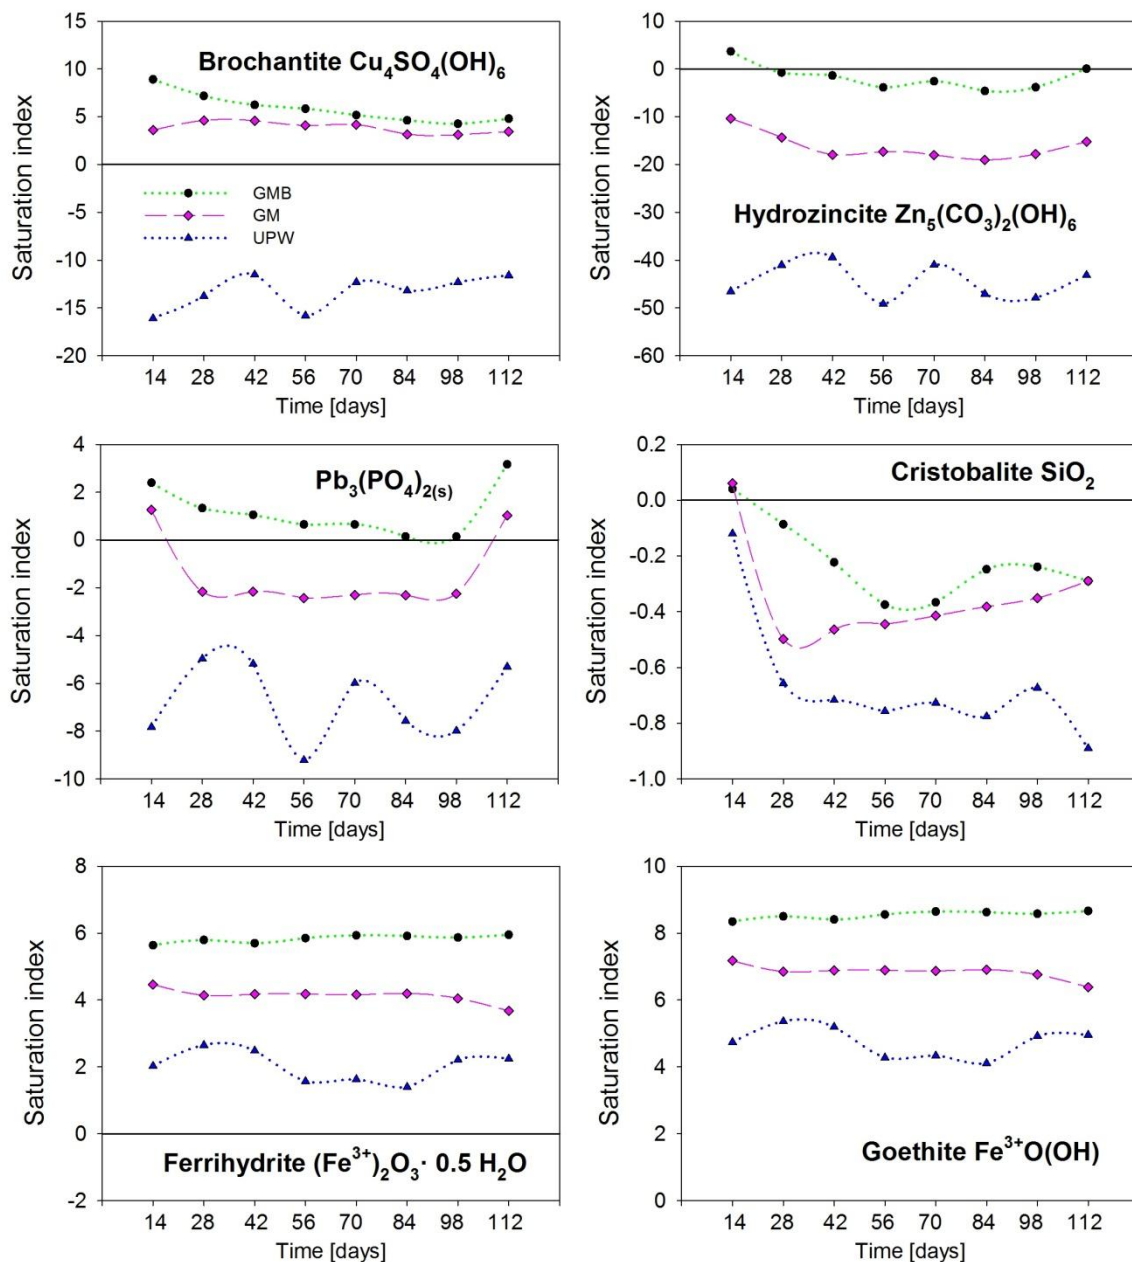 Brochantite Cu₄SO₄(OH)₆
Saturation index
15
10
5
0
-5
-10
-15
-20
GMB
GM
UPW
14 28 42 56 70 84 98 112
Time [days]
Hydrozincite Zn₅(CO₃)₂(OH)₆
Saturation index
10
0
-10
-20
-30
-40
-50
-60
14 28 42 56 70 84 98 112
Time [days]
Pb₃(PO₄)₂₍ₛ₎
Saturation index
4
2
0
-2
-4
-6
-8
-10
14 28 42 56 70 84 98 112
Time [days]
Cristobalite SiO₂
Saturation index
0.2
0.0
-0.2
-0.4
-0.6
-0.8
-1.0
14 28 42 56 70 84 98 112
Time [days]
Saturation index
8
6
4
2
0
-2
Ferrihydrite (Fe³⁺)₂O₃· 0.5 H₂O
14 28 42 56 70 84 98 112
Time [days]
Saturation index
10
8
6
4
2
0
Goethite Fe³⁺O(OH)
14 28 42 56 70 84 98 112
Time [days]